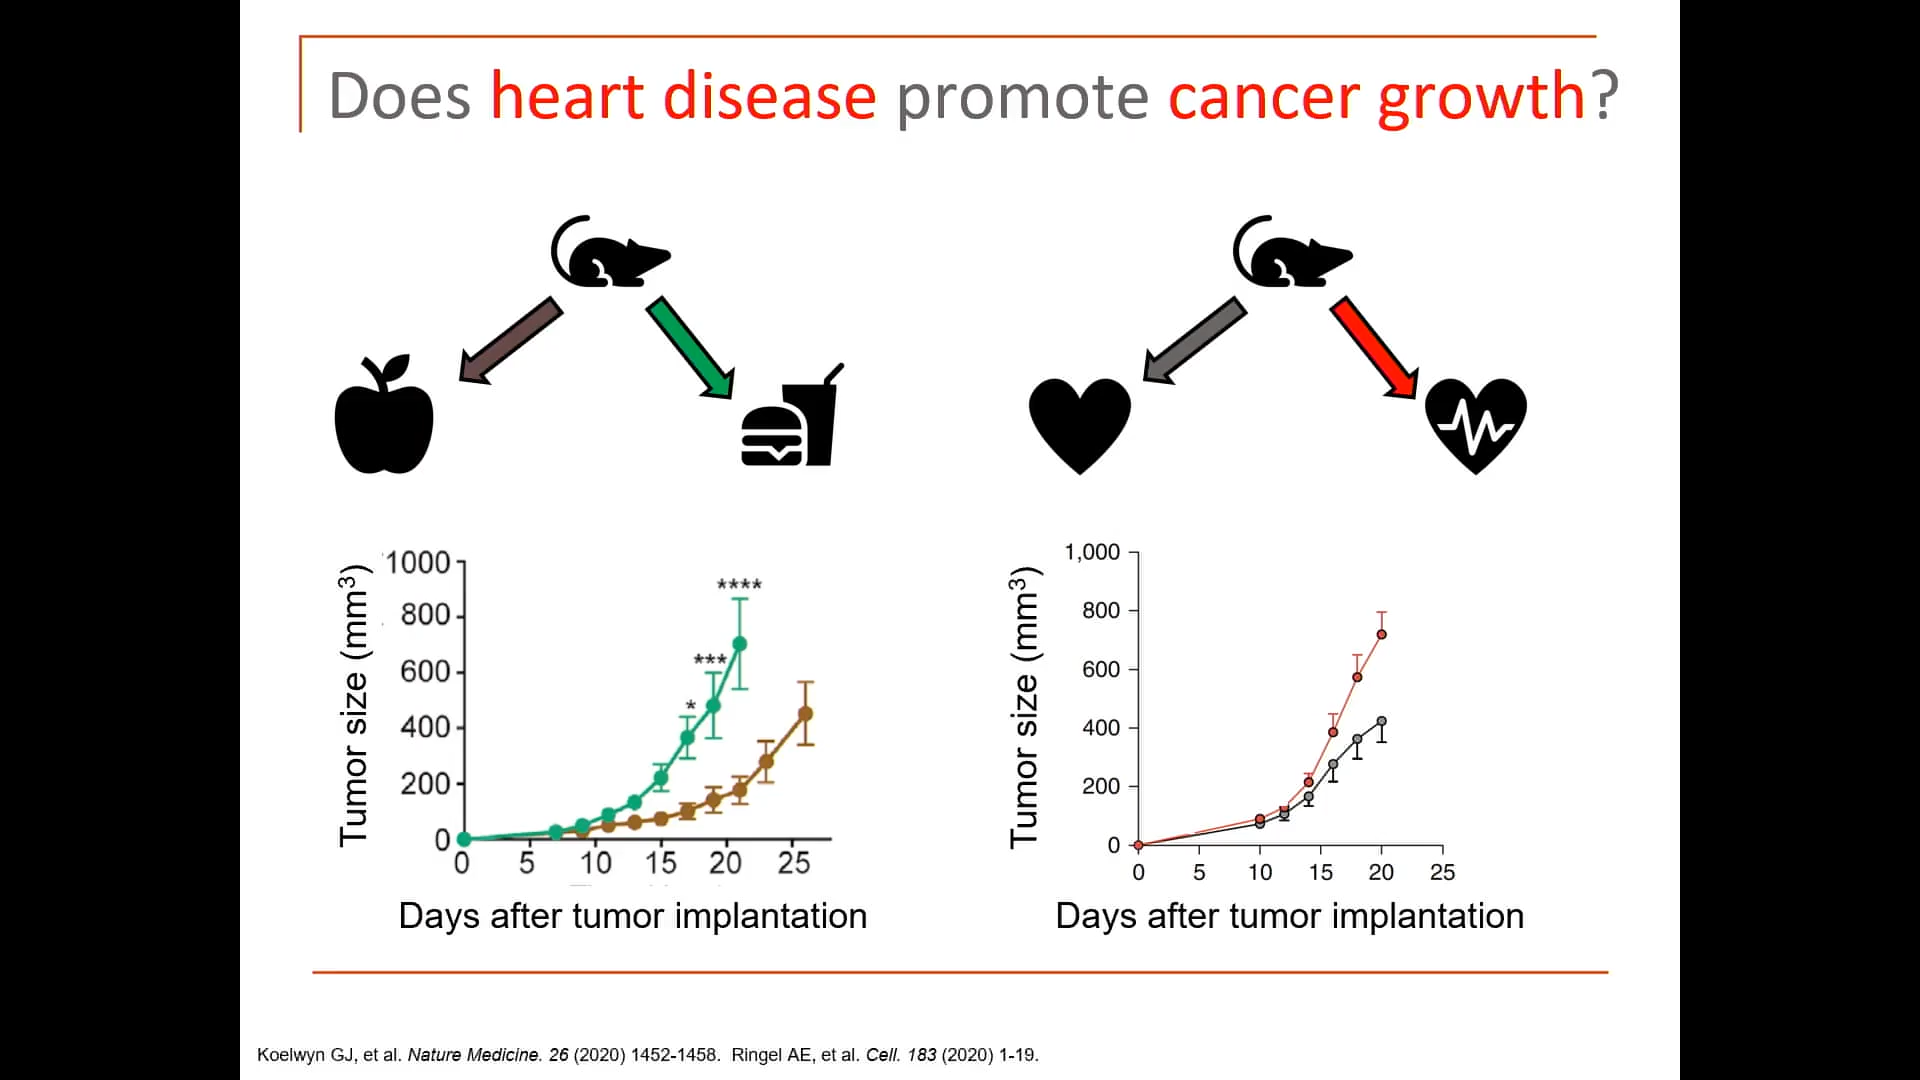 Does heart disease promote cancer growth?
Tumor size (mm³)
1000
800
600
400
200
0
****
***
*
0 5 10 15 20 25
Days after tumor implantation
Tumor size (mm³)
1,000
800
600
400
200
0
0 5 10 15 20 25
Days after tumor implantation
Koelwyn GJ, et al. Nature Medicine. 26 (2020) 1452-1458. Ringel AE, et al. Cell. 183 (2020) 1-19.